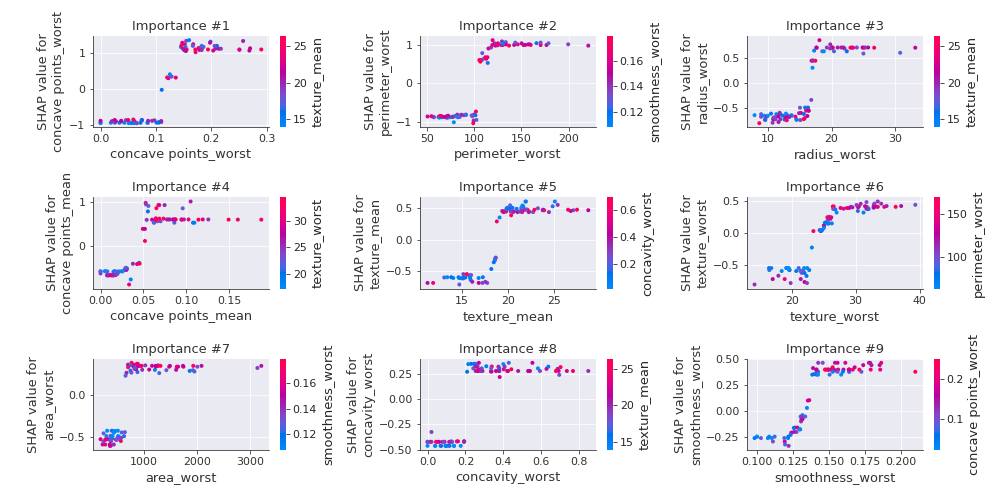 Importance #1
SHAP value for
concave points_worst
1
0
−1
0.0
0.1
0.2
0.3
concave points_worst
25
20
15
texture_mean
Importance #2
SHAP value for
perimeter_worst
1
0
−1
50
100
150
200
perimeter_worst
0.16
0.14
0.12
smoothness_worst
Importance #3
SHAP value for
radius_worst
0.5
0.0
−0.5
10
20
30
radius_worst
25
20
15
texture_mean
Importance #4
SHAP value for
concave points_mean
1
0
0.00
0.05
0.10
0.15
concave points_mean
30
25
20
texture_worst
Importance #5
SHAP value for
texture_mean
0.5
0.0
−0.5
15
20
25
texture_mean
0.6
0.4
0.2
concavity_worst
Importance #6
SHAP value for
texture_worst
0.5
0.0
−0.5
20
30
40
texture_worst
150
100
perimeter_worst
Importance #7
SHAP value for
area_worst
0.0
−0.5
1000
2000
3000
area_worst
0.16
0.14
0.12
smoothness_worst
Importance #8
SHAP value for
concavity_worst
0.25
0.00
−0.25
−0.50
0.0
0.2
0.4
0.6
0.8
concavity_worst
25
20
15
texture_mean
Importance #9
SHAP value for
smoothness_worst
0.50
0.25
0.00
−0.25
0.100
0.125
0.150
0.175
0.200
smoothness_worst
0.2
0.1
concave points_worst